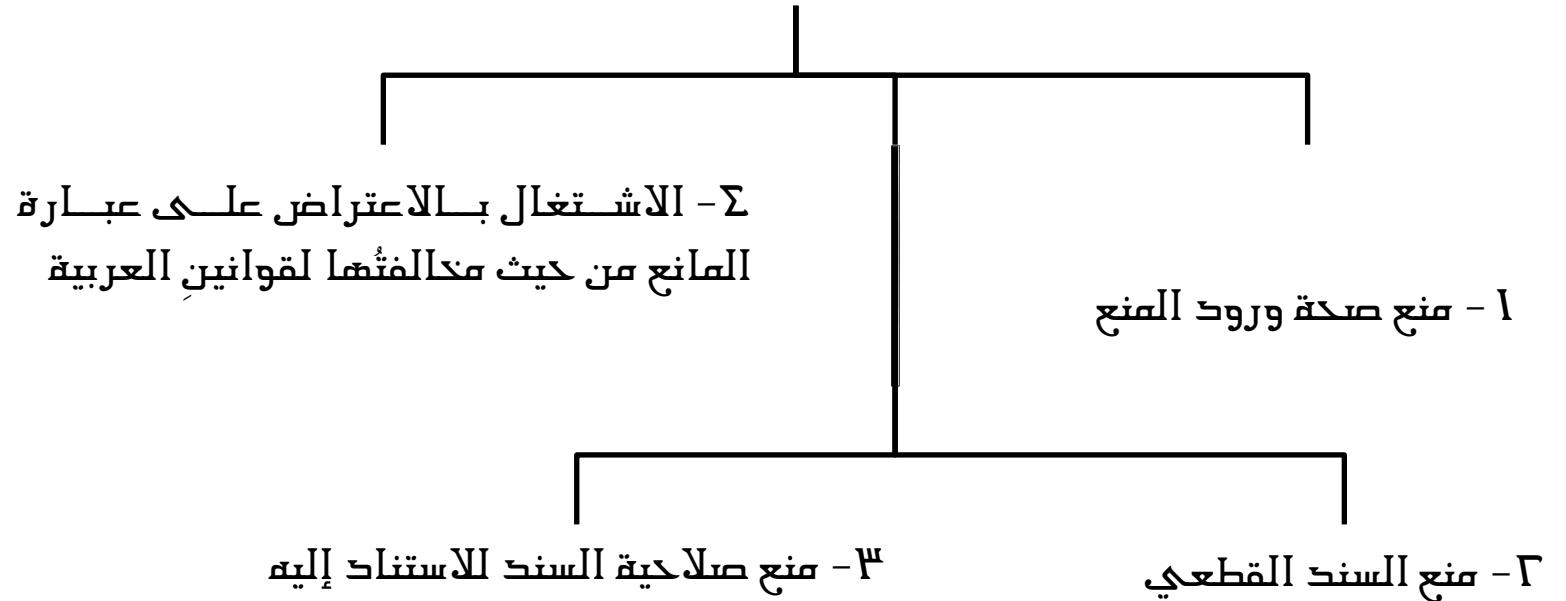 ١- منع صحة ورود المنع
٤- الاشتغال بالاعتراض على عبارة
المانع من حيث مخالفتُها لقوانينِ العربية
٢- منع السند القطعي
٣- منع صلاحية السند للاستناد إليه